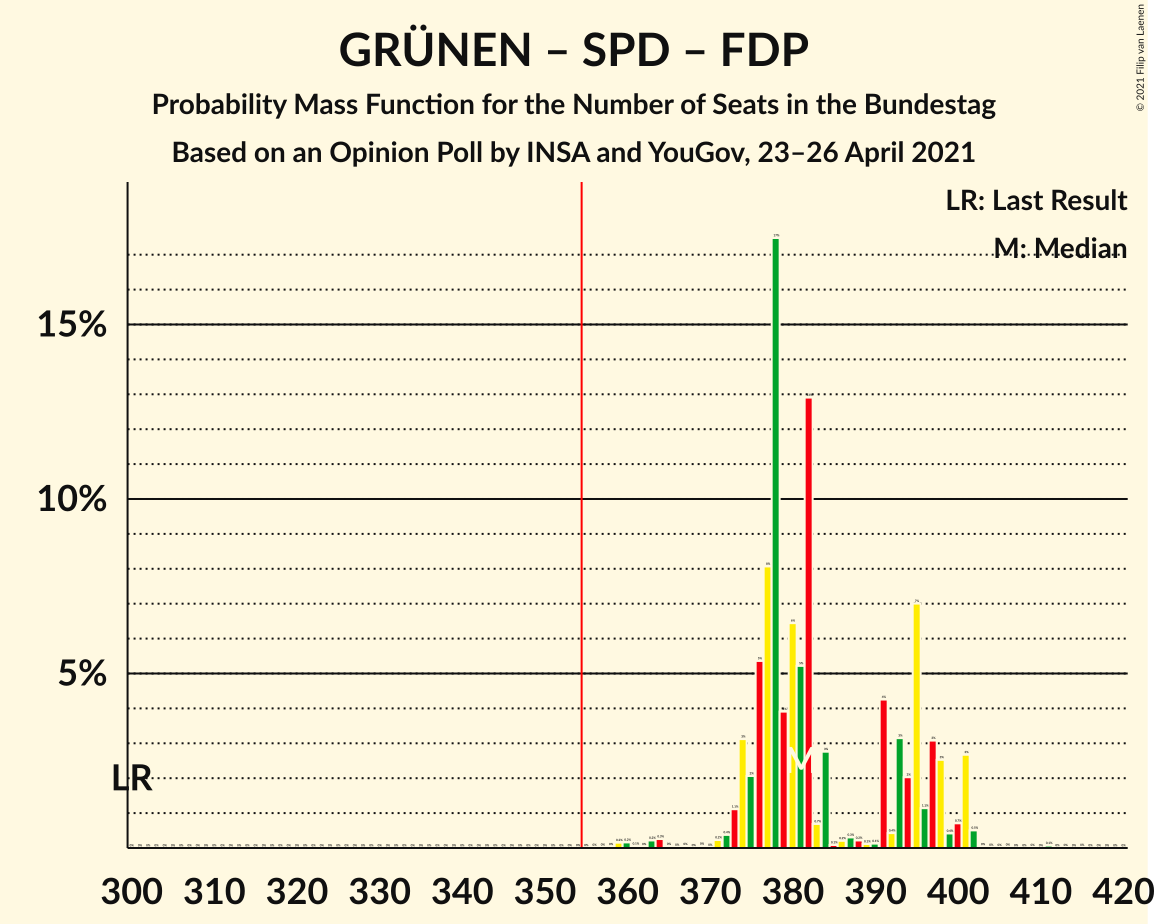 GRÜNEN – SPD – FDP
Probability Mass Function for the Number of Seats in the Bundestag
Based on an Opinion Poll by INSA and YouGov, 23–26 April 2021
© 2021 Filip van Laenen
LR: Last Result
M: Median
15%
10%
5%
LR
M
300 310 320 330 340 350 360 370 380 390 400 410 420